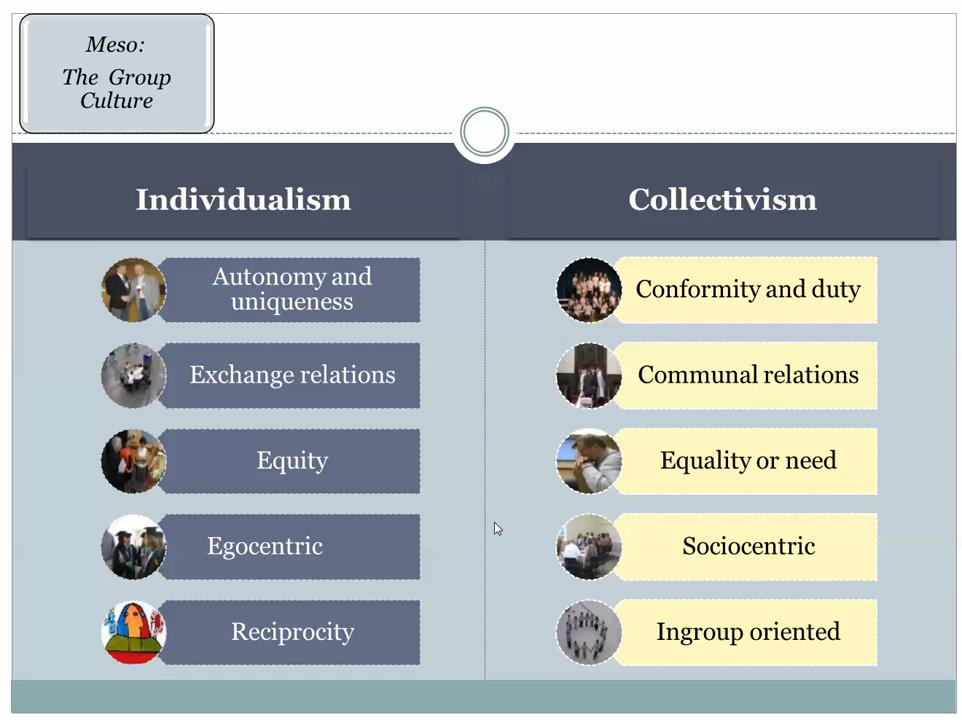 Meso:
The Group
Culture
Individualism
Collectivism
Autonomy and
uniqueness
Exchange relations
Equity
Egocentric
Reciprocity
Conformity and duty
Communal relations
Equality or need
Sociocentric
Ingroup oriented